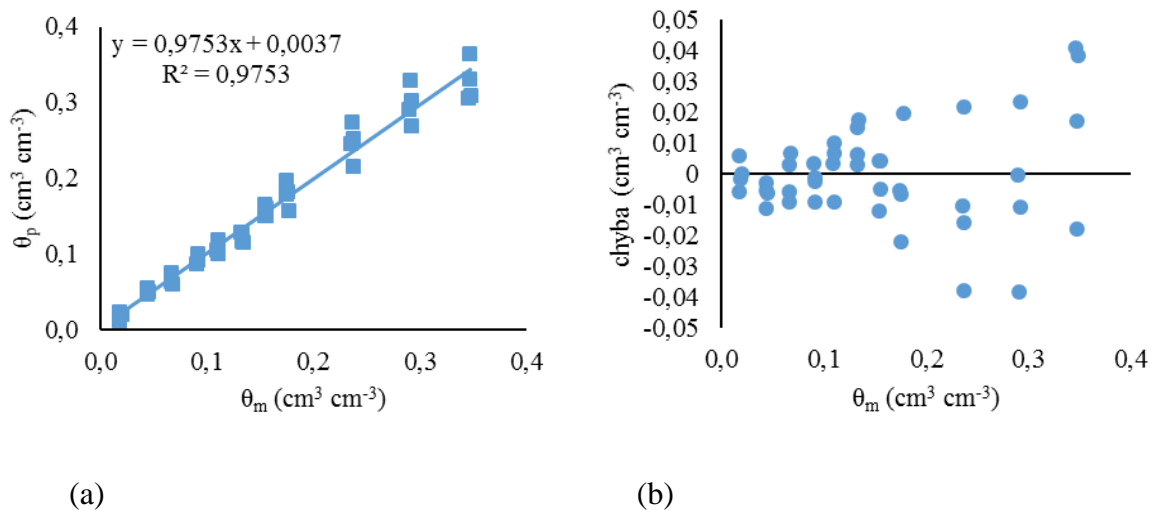 y = 0,9753x + 0,0037
R² = 0,9753
0,4
0,3
0,2
0,1
0,0
θp (cm³ cm-³)
0,0 0,1 0,2 0,3 0,4
θm (cm³ cm-³)
(a)
0,05
0,04
0,03
0,02
0,01
0
-0,01
-0,02
-0,03
-0,04
-0,05
chyba (cm³ cm-³)
0,0 0,1 0,2 0,3 0,4
θm (cm³ cm-³)
(b)